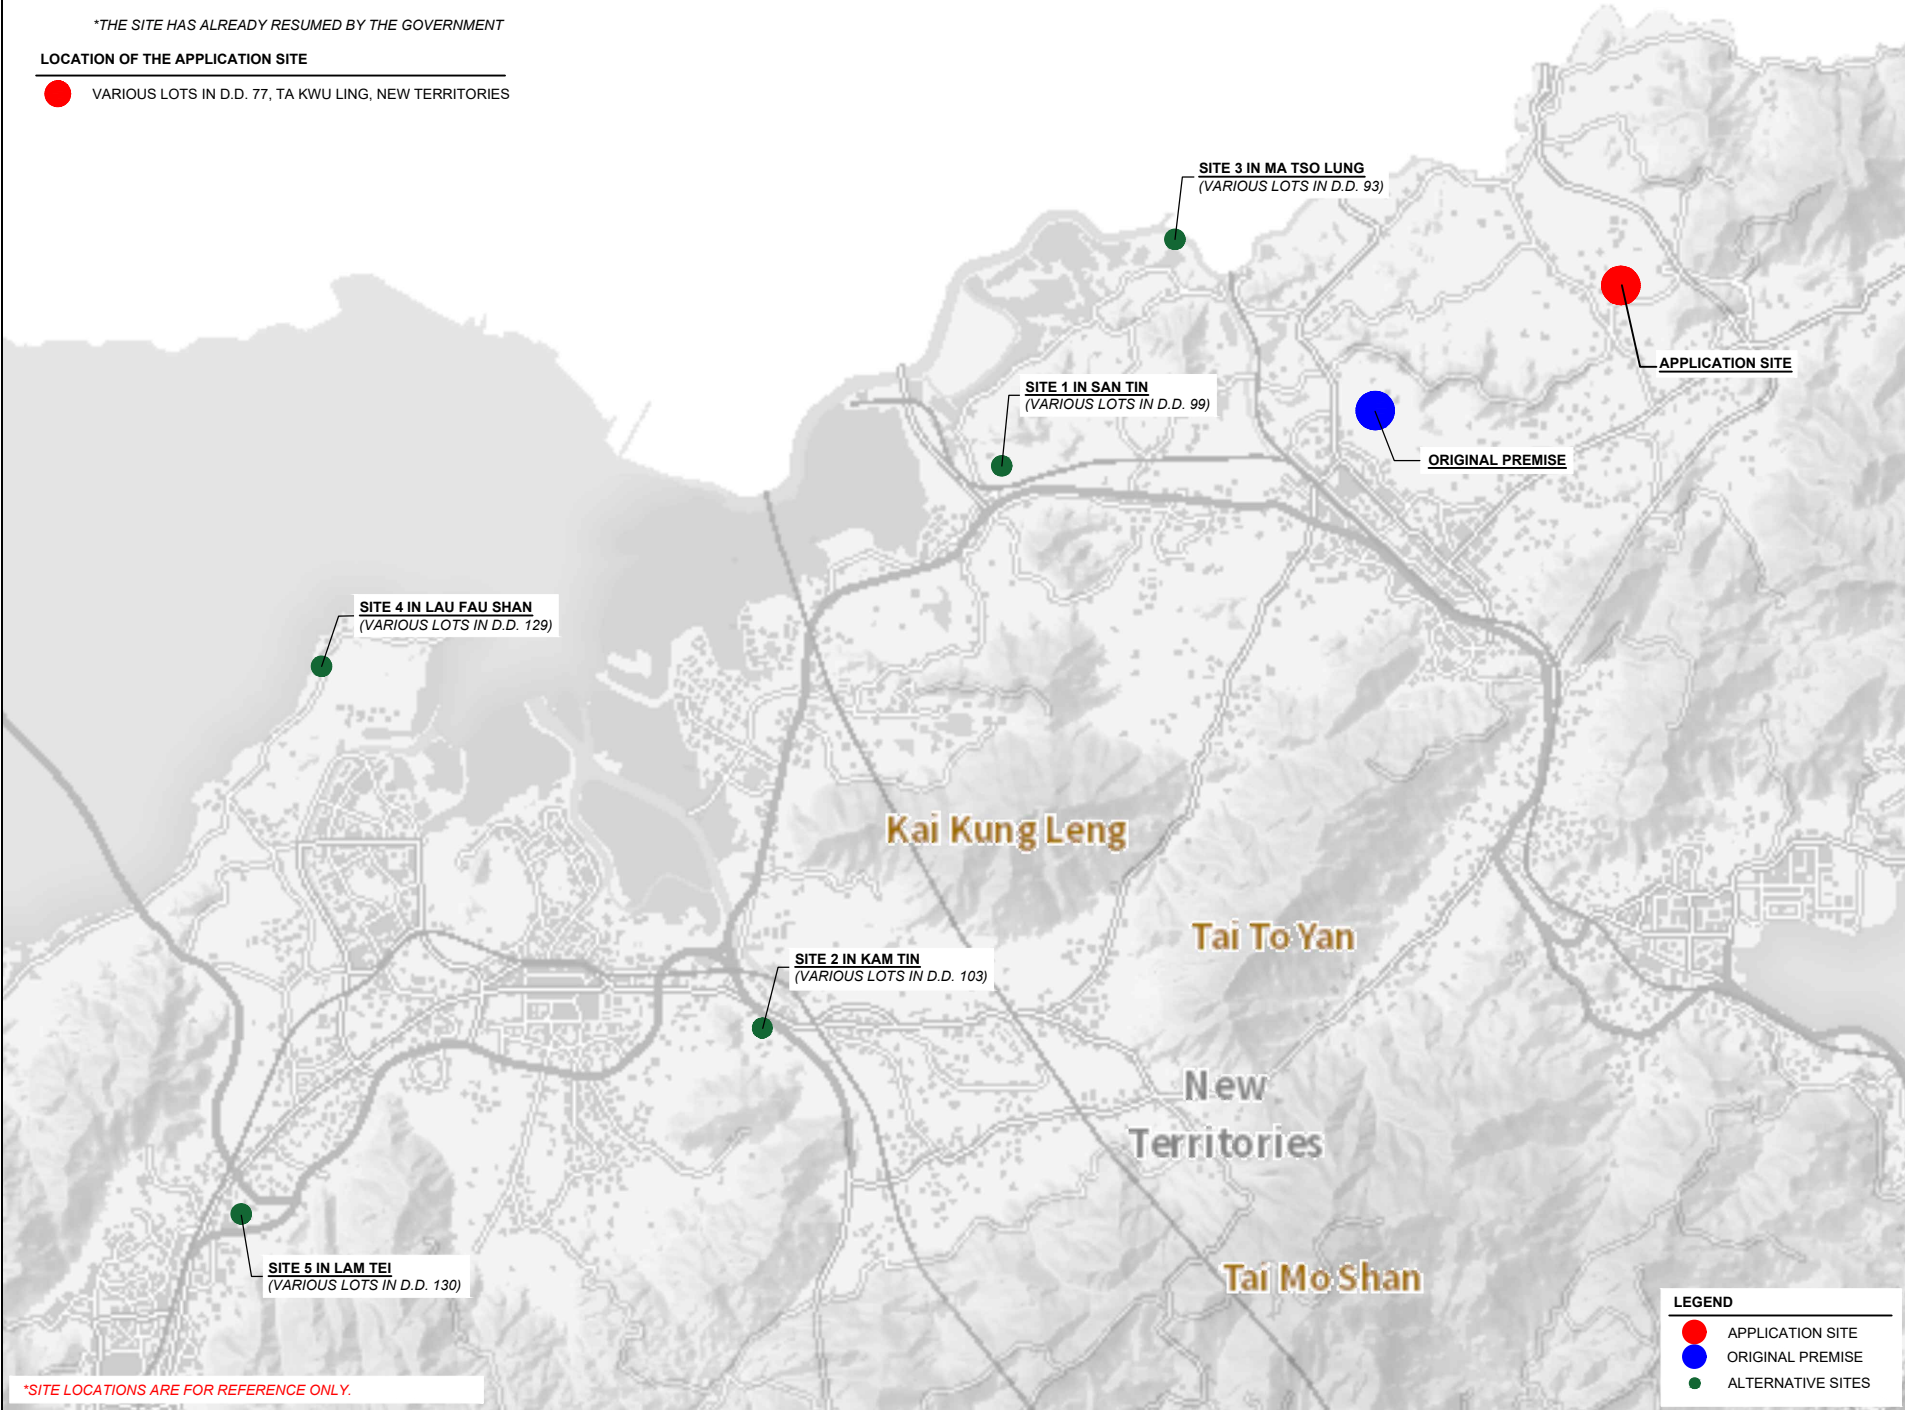 *THE SITE HAS ALREADY RESUMED BY THE GOVERNMENT
LOCATION OF THE APPLICATION SITE
VARIOUS LOTS IN D.D. 77, TA KWU LING, NEW TERRITORIES
SITE 3 IN MA TSO LUNG
(VARIOUS LOTS IN D.D. 93)
APPLICATION SITE
SITE 1 IN SAN TIN
(VARIOUS LOTS IN D.D. 99)
ORIGINAL PREMISE
SITE 4 IN LAU FAU SHAN
(VARIOUS LOTS IN D.D. 129)
Kai Kung Leng
Tai To Yan
SITE 2 IN KAM TIN
(VARIOUS LOTS IN D.D. 103)
New
Territories
SITE 5 IN LAM TEI
(VARIOUS LOTS IN D.D. 130)
Tai Mo Shan
LEGEND
APPLICATION SITE
ORIGINAL PREMISE
ALTERNATIVE SITES
*SITE LOCATIONS ARE FOR REFERENCE ONLY.